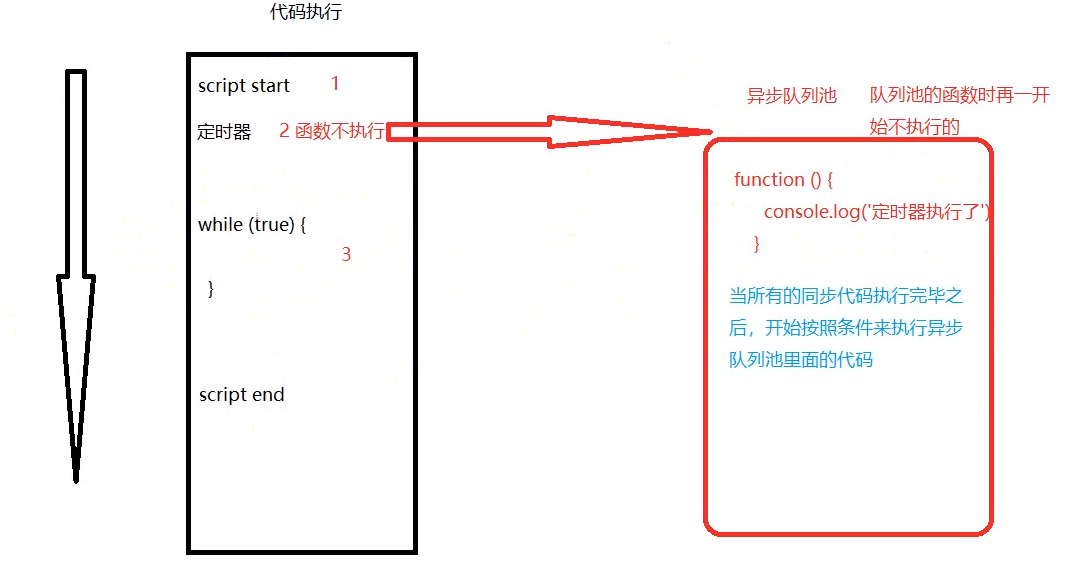 代码执行
script start 1
定时器 2 函数不执行
while (true) {
3
}
script end
异步队列池
队列池的函数时再一开
始不执行的
function () {
console.log('定时器执行了')
}
当所有的同步代码执行完毕之
后，开始按照条件来执行异步
队列池里面的代码